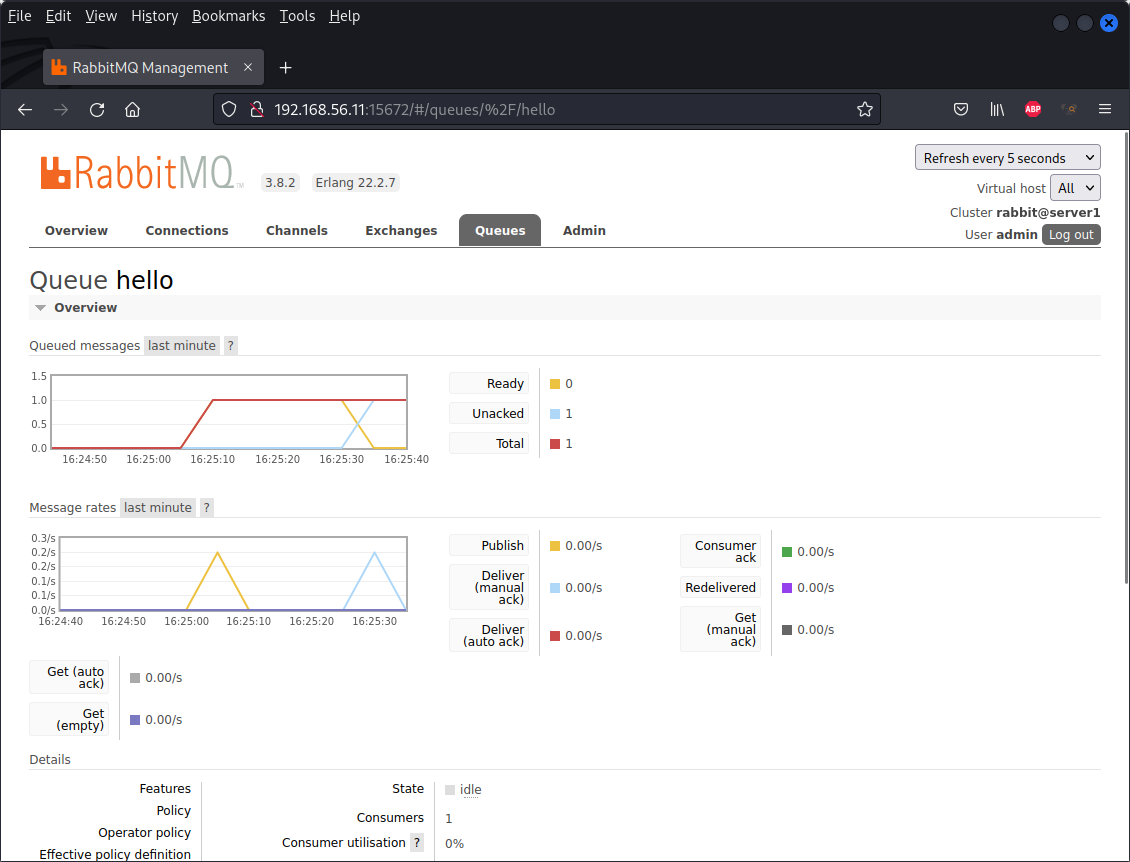 File Edit View History Bookmarks Tools Help
RabbitMQ Management
192.168.56.11:15672/#/queues/%2F/hello
ABP
RabbitMQ TM 3.8.2 Erlang 22.2.7
Refresh every 5 seconds
Virtual host All
Cluster rabbit@server1
User admin Log out
Overview Connections Channels Exchanges Queues Admin
Queue hello
Overview
Queued messages last minute ?
1.5
1.0
0.5
0.0
16:24:50 16:25:00 16:25:10 16:25:20 16:25:30 16:25:40
Ready 0
Unacked 1
Total 1
Message rates last minute ?
0.3/s
0.2/s
0.2/s
0.1/s
0.1/s
0.0/s
16:24:40 16:24:50 16:25:00 16:25:10 16:25:20 16:25:30
Publish 0.00/s
Deliver
(manual 0.00/s
ack)
Deliver
(auto ack) 0.00/s
Consumer
ack 0.00/s
Redelivered 0.00/s
Get
(manual 0.00/s
ack)
Get (auto
ack) 0.00/s
Get
(empty) 0.00/s
Details
Features
Policy
Operator policy
Effective policy definition
State idle
Consumers 1
Consumer utilisation ? 0%